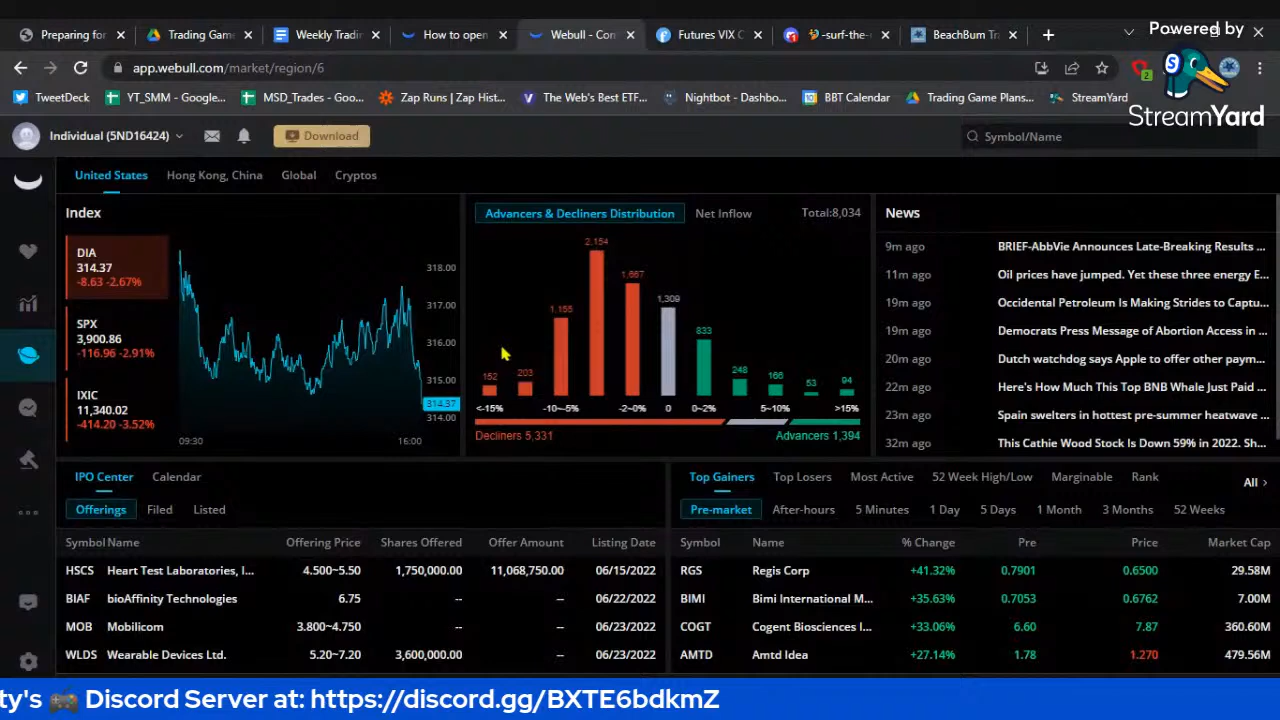 Preparing for
Trading Gam
Weekly Tradin
How to open
Webull - Con
Futures VIX C
-surf-the-
BeachBum Tr
Powered by
StreamYard
app.webull.com/market/region/6
2
S
TweetDeck
YT_SMM - Google...
MSD_Trades - Goo...
Zap Runs | Zap Hist...
The Web's Best ETF...
Nightbot - Dashbo...
BBT Calendar
Trading Game Plans...
StreamYard
Individual (5ND16424)
Download
Symbol/Name
United States
Hong Kong, China
Global
Cryptos
Index
DIA
314.37
-8.63 -2.67%
SPX
3,900.86
-116.96 -2.91%
IXIC
11,340.02
-414.20 -3.52%
318.00
317.00
316.00
315.00
314.37
314.00
09:30
16:00
Advancers & Decliners Distribution
Net Inflow
Total:8,034
152
203
1,155
2,154
1,667
1,309
833
248
166
53
94
<-15%
-10~-5%
-2~0%
0
0~2%
5~10%
>15%
Decliners 5,331
Advancers 1,394
News
9m ago BRIEF-AbbVie Announces Late-Breaking Results ...
11m ago Oil prices have jumped. Yet these three energy E...
19m ago Occidental Petroleum Is Making Strides to Captu...
19m ago Democrats Press Message of Abortion Access in ...
20m ago Dutch watchdog says Apple to offer other paym...
22m ago Here's How Much This Top BNB Whale Just Paid ...
23m ago Spain swelters in hottest pre-summer heatwave ...
32m ago This Cathie Wood Stock Is Down 59% in 2022. Sh...
IPO Center
Calendar
Offerings
Filed
Listed
Symbol Name Offering Price Shares Offered Offer Amount Listing Date
HSCS Heart Test Laboratories, I... 4.500~5.50 1,750,000.00 11,068,750.00 06/15/2022
BIAF bioAffinity Technologies 6.75 -- -- 06/22/2022
MOB Mobilicom 3.800~4.750 -- -- 06/23/2022
WLDS Wearable Devices Ltd. 5.20~7.20 3,600,000.00 -- 06/23/2022
Top Gainers
Top Losers
Most Active
52 Week High/Low
Marginable
Rank
All >
Pre-market
After-hours
5 Minutes
1 Day
5 Days
1 Month
3 Months
52 Weeks
Symbol Name % Change Pre Price Market Cap
RGS Regis Corp +41.32% 0.7901 0.6500 29.58M
BIMI Bimi International M... +35.63% 0.7053 0.6762 7.00M
COGT Cogent Biosciences I... +33.06% 6.60 7.87 360.60M
AMTD Amtd Idea +27.14% 1.78 1.270 479.56M
ty's 🎮 Discord Server at: https://discord.gg/BXTE6bdkmZ